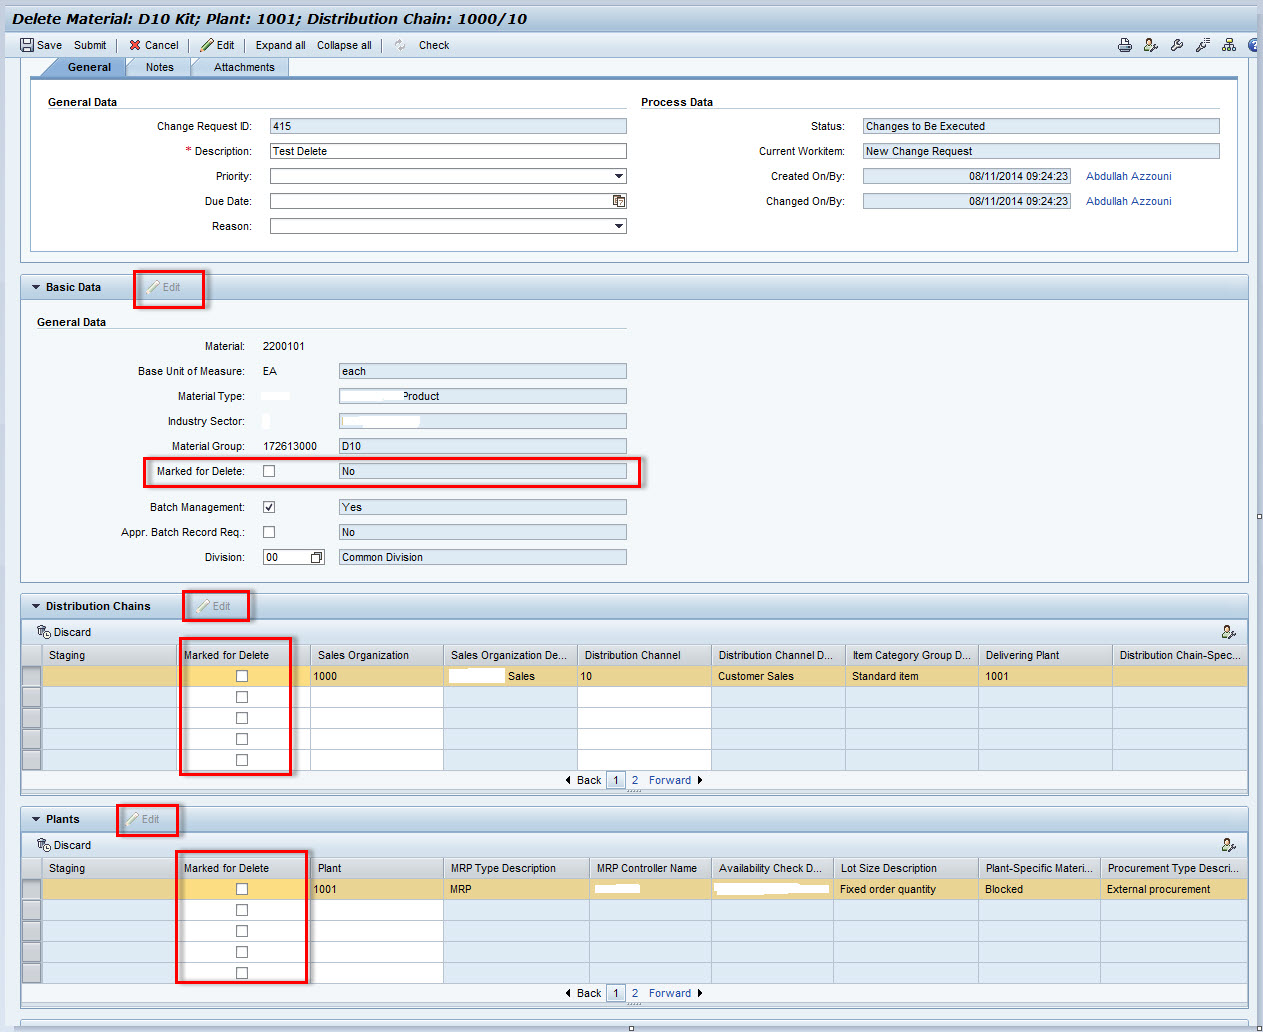 Delete Material: D10 Kit; Plant: 1001; Distribution Chain: 1000/10
Save Submit Cancel Edit Expand all Collapse all Check
General Notes Attachments
General Data Process Data
Change Request ID: 415 Status: Changes to Be Executed
* Description: Test Delete Current Workitem: New Change Request
Priority: Created On/By: 08/11/2014 09:24:23 Abdullah Azzouni
Due Date: Changed On/By: 08/11/2014 09:24:23 Abdullah Azzouni
Reason:
Basic Data Edit
General Data
Material: 2200101
Base Unit of Measure: EA each
Material Type: Product
Industry Sector:
Material Group: 172613000 D10
Marked for Delete: No
Batch Management: Yes
Appr. Batch Record Req.: No
Division: 00 Common Division
Distribution Chains Edit
Discard
Staging Marked for Delete Sales Organization Sales Organization De... Distribution Channel Distribution Channel D... Item Category Group D... Delivering Plant Distribution Chain-Spec...
1000 Sales 10 Customer Sales Standard item 1001
Back 1 2 Forward
Plants Edit
Discard
Staging Marked for Delete Plant MRP Type Description MRP Controller Name Availability Check D... Lot Size Description Plant-Specific Materi... Procurement Type Descri...
1001 MRP Fixed order quantity Blocked External procurement
Back 1 2 Forward